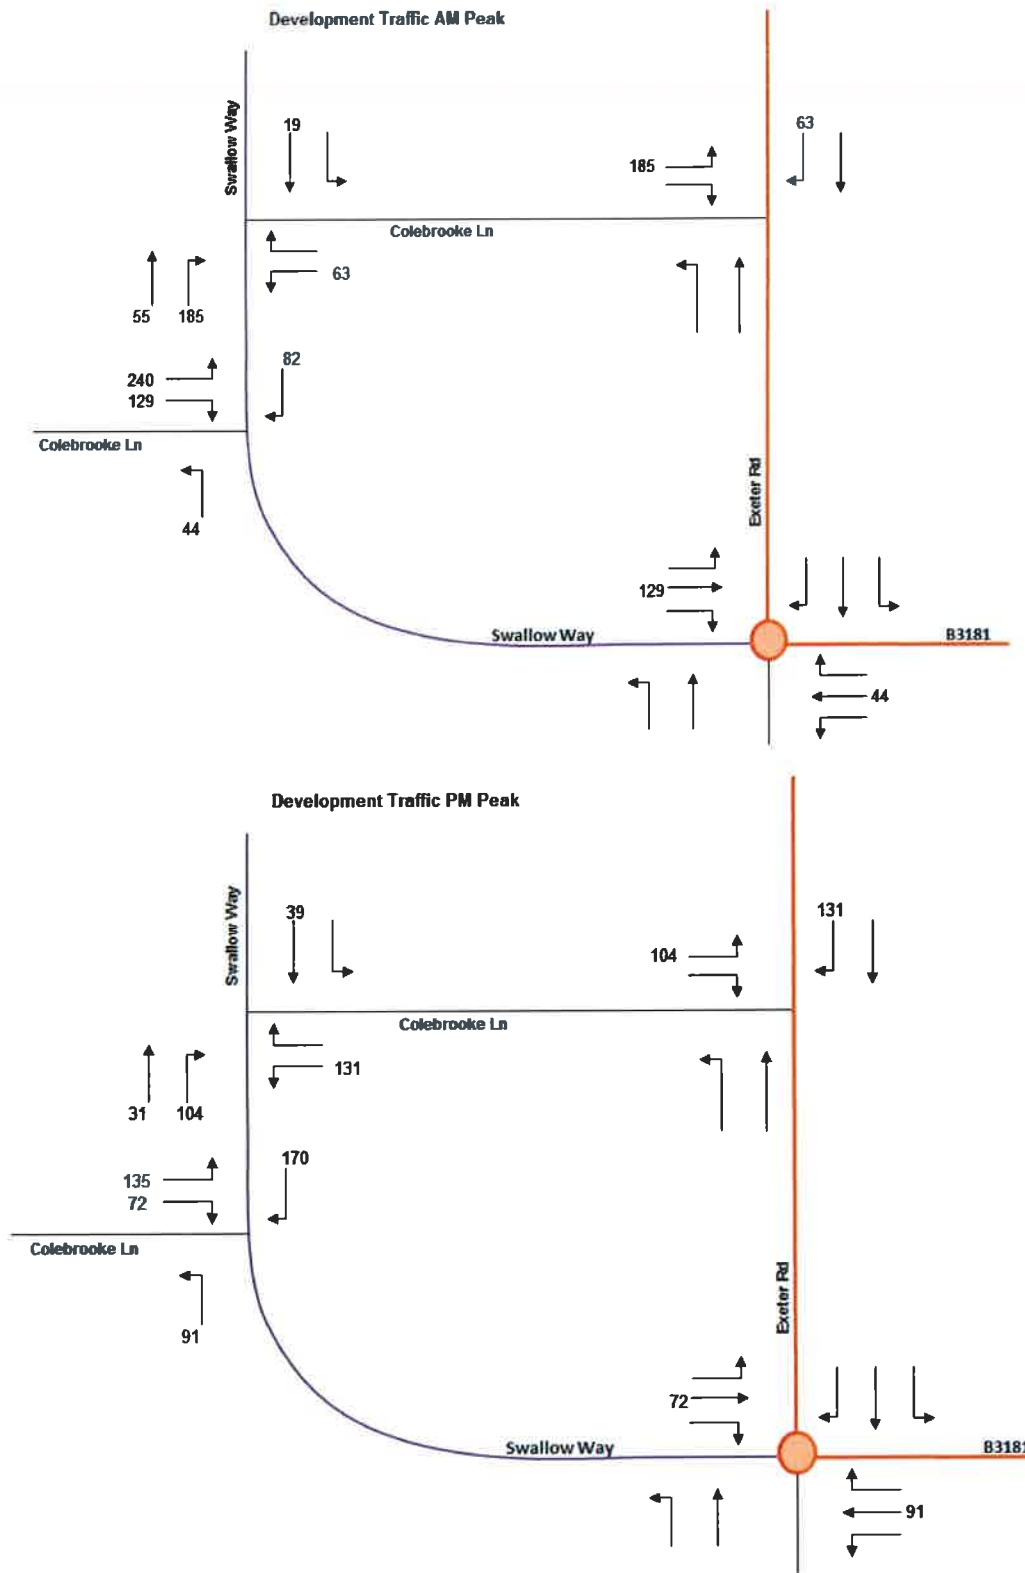 Development Traffic AM Peak
Swallow Way
19
185
63
Colebrooke Ln
63
55 185
82
240
129
Colebrooke Ln
44
Exeter Rd
129
Swallow Way
B3181
44
Development Traffic PM Peak
Swallow Way
39
104
131
Colebrooke Ln
131
31 104
170
135
72
Colebrooke Ln
91
Exeter Rd
72
Swallow Way
B3181
91